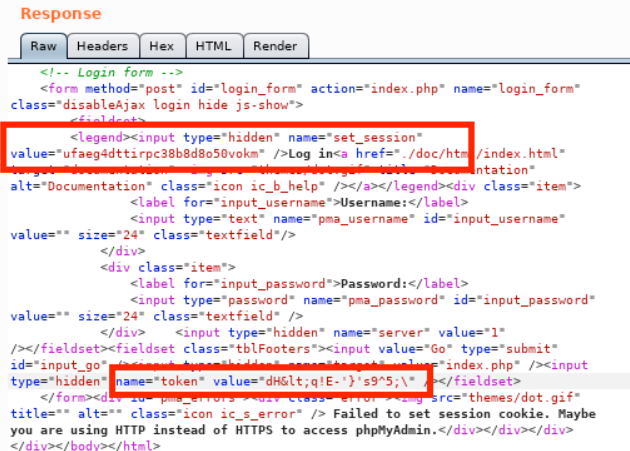 Response
Raw Headers Hex HTML Render
<!-- Login form -->
<form method="post" id="login_form" action="index.php" name="login_form"
class="disableAjax login hide js-show">
<fieldset>
<legend><input type="hidden" name="set_session"
value="ufaeg4dttirpc38b8d8o50vokm" />Log in<a href="./doc/html/index.html"
target="documentation"><img src="themes/dot.gif" title="Documentation"
alt="Documentation" class="icon ic_b_help" /></a></legend><div class="item">
<label for="input_username">Username:</label>
<input type="text" name="pma_username" id="input_username"
value="" size="24" class="textfield"/>
</div>
<div class="item">
<label for="input_password">Password:</label>
<input type="password" name="pma_password" id="input_password"
value="" size="24" class="textfield" />
</div> <input type="hidden" name="server" value="1"
/></fieldset><fieldset class="tblFooters"><input value="Go" type="submit"
id="input_go" /><input type="hidden" name="target" value="index.php" /><input
type="hidden" name="token" value="dH&lt;q!E-'}'s9^5;\" /></fieldset>
</form><div id="pma_errors"><div class="error"><img src="themes/dot.gif"
title="" alt="" class="icon ic_s_error" /> Failed to set session cookie. Maybe
you are using HTTP instead of HTTPS to access phpMyAdmin.</div></div></div>
</div></body></html>